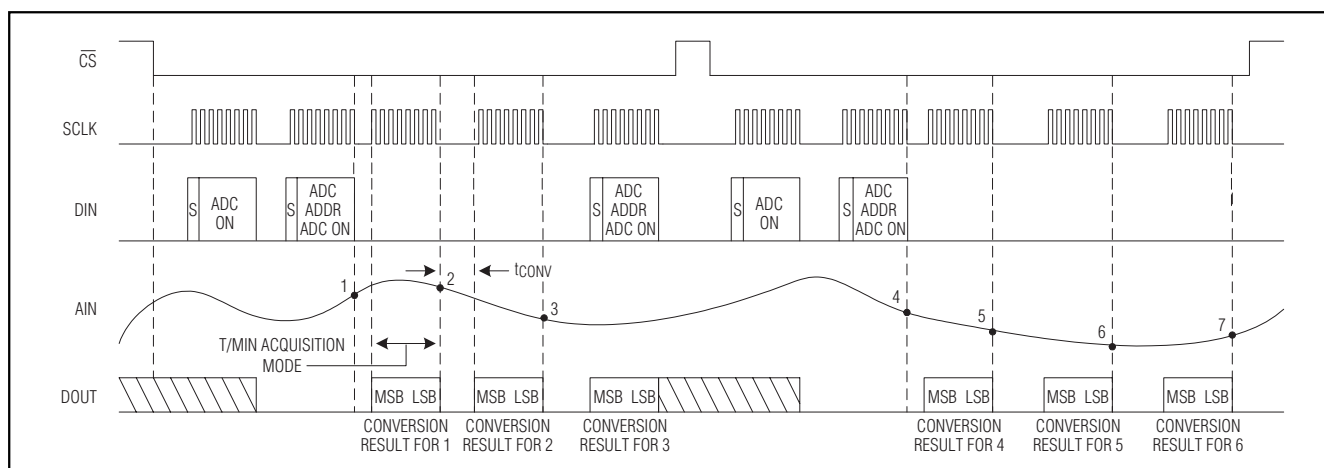 CS
SCLK
DIN
S
ADC
ON
S
ADC
ADDR
ADC ON
S
ADC
ADDR
ADC ON
S
ADC
ON
S
ADC
ADDR
ADC ON
AIN
1
2
tCONV
3
4
5
6
7
T/MIN ACQUISITION
MODE
DOUT
MSB LSB
MSB LSB
MSB LSB
MSB LSB
MSB LSB
MSB LSB
CONVERSION
RESULT FOR 1
CONVERSION
RESULT FOR 2
CONVERSION
RESULT FOR 3
CONVERSION
RESULT FOR 4
CONVERSION
RESULT FOR 5
CONVERSION
RESULT FOR 6